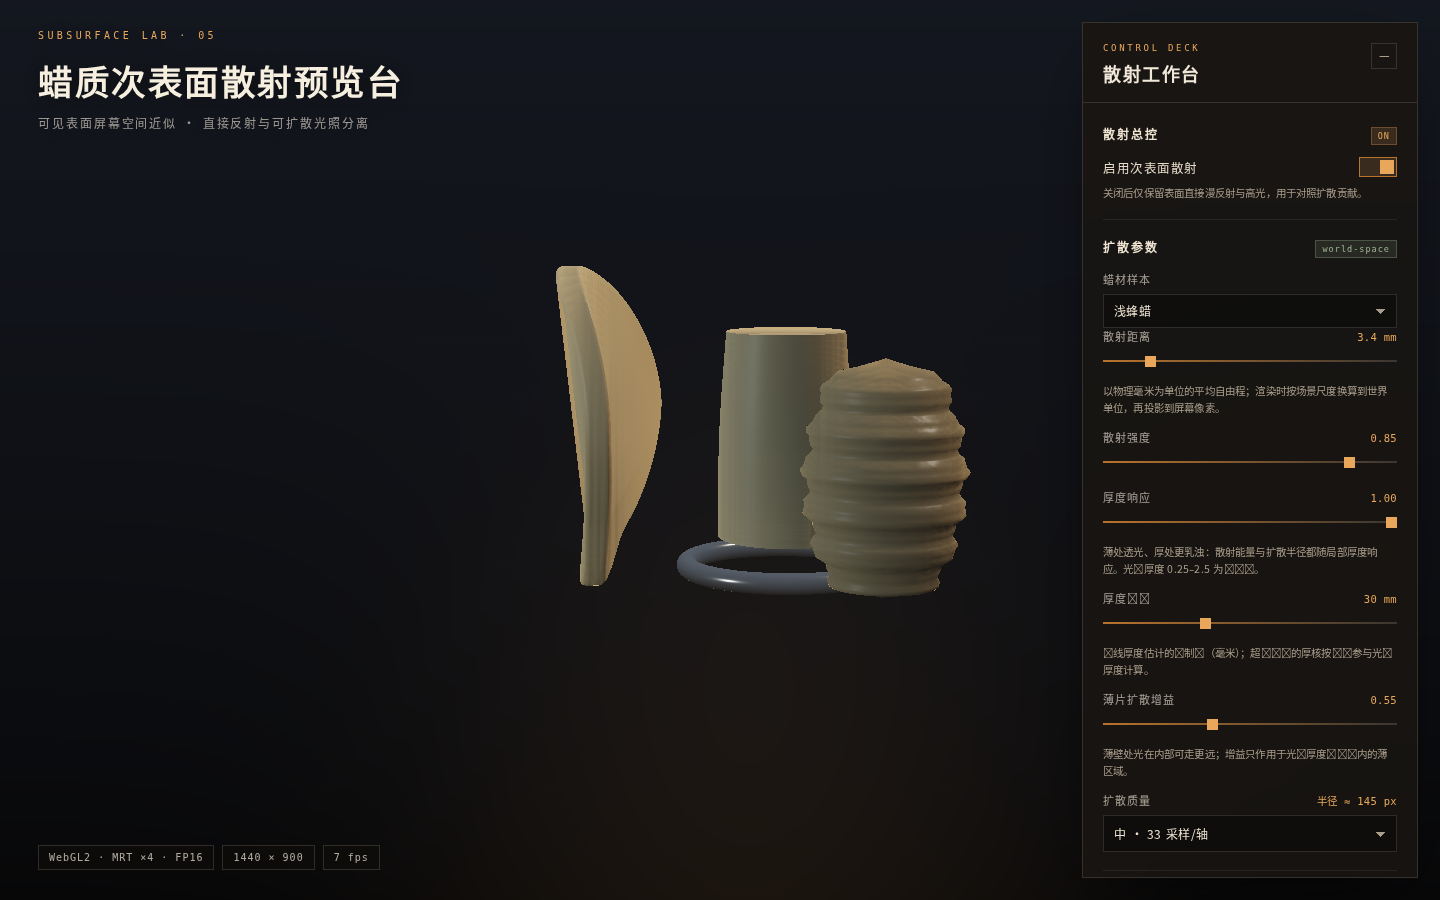 SUBSURFACE LAB · 05
蜡质次表面散射预览台
可见表面屏幕空间近似 · 直接反射与可扩散光照分离
CONTROL DECK
散射工作台
散射总控
ON
启用次表面散射
关闭后仅保留表面直接漫反射与高光，用于对照扩散贡献。
扩散参数
world-space
蜡材样本
浅蜂蜡
散射距离
3.4 mm
以物理毫米为单位的平均自由程；渲染时按场景尺度换算到世界
单位，再投影到屏幕像素。
散射强度
0.85
厚度响应
1.00
薄处透光、厚处更乳浊：散射能量与扩散半径都随局部厚度响
应。光厚度 0.25–2.5 为。
厚度
30 mm
线厚度估计的制（毫米）；超的厚核按参与光
厚度计算。
薄片扩散增益
0.55
薄壁处光在内部可走更远；增益只作用于光厚度内的薄
区域。
扩散质量
半径 ≈ 145 px
中 · 33 采样/轴
WebGL2 · MRT ×4 · FP16
1440 × 900
7 fps